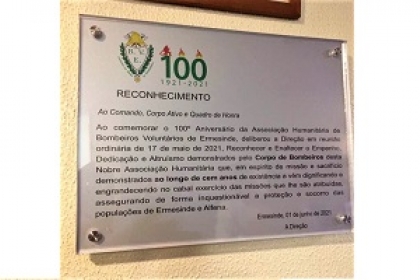 100
1921-2021
RECONHECIMENTO
Ao Comando, Corpo Ativo e Quadro de Honra
Ao comemorar o 100º Aniversário da Associação Humanitária de
Bombeiros Voluntários de Ermesinde, deliberou a Direção em reunião
ordinária de 17 de maio de 2021, Reconhecer e Enaltecer o Empenho,
Dedicação e Altruísmo demonstrados pelo Corpo de Bombeiros desta
Nobre Associação Humanitária que, em espírito de missão e sacrifício
demonstrados ao longo de cem anos de existência a vêm dignificando e
engrandecendo no cabal exercício das missões que lhe são atribuídas,
assegurando de forma inquestionável a proteção e socorro das
populações de Ermesinde e Alfena.
Ermesinde, 01 de junho de 2021
A Direção